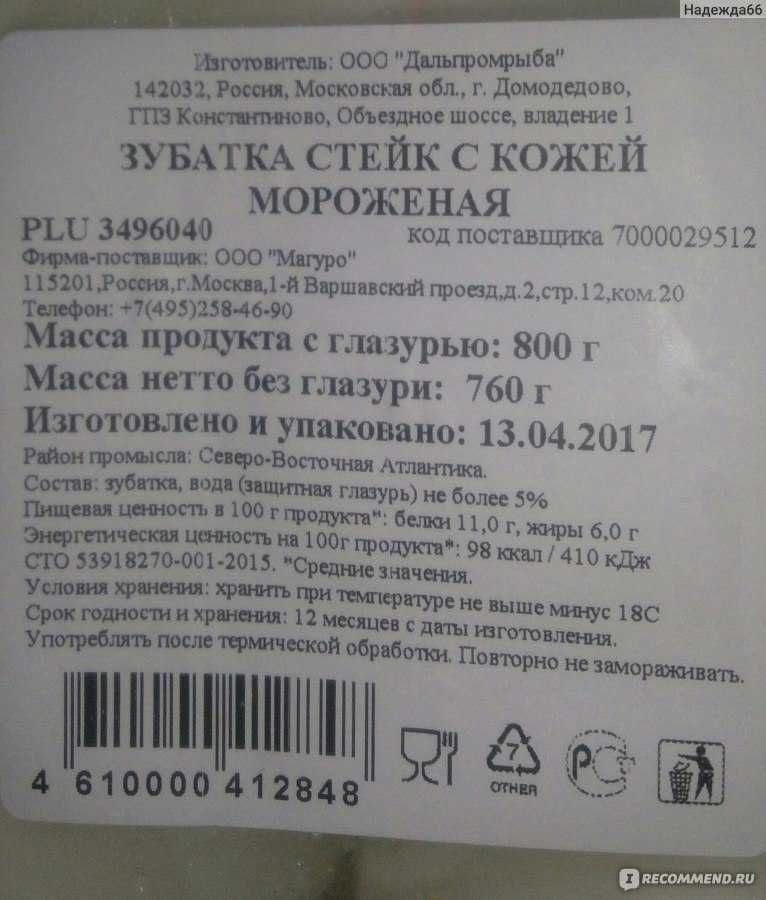 Надежда66
Изготовитель: ООО "Дальпромрыба"
142032, Россия, Московская обл., г. Домодедово,
ГПЗ Константиново, Объездное шоссе, владение 1
ЗУБАТКА СТЕЙК С КОЖЕЙ
МОРОЖЕНАЯ
PLU 3496040 код поставщика 7000029512
Фирма-поставщик: ООО "Магуро"
115201,Россия,г.Москва,1-й Варшавский проезд,д.2,стр.12,ком.20
Телефон: +7(495)258-46-90
Масса продукта с глазурью: 800 г
Масса нетто без глазури: 760 г
Изготовлено и упаковано: 13.04.2017
Район промысла: Северо-Восточная Атлантика.
Состав: зубатка, вода (защитная глазурь) не более 5%
Пищевая ценность в 100 г продукта*: белки 11,0 г, жиры 6,0 г
Энергетическая ценность на 100г продукта*: 98 ккал / 410 кДж
СТО 53918270-001-2015. *Средние значения.
Условия хранения: хранить при температуре не выше минус 18С
Срок годности и хранения: 12 месяцев с даты изготовления.
Употреблять после термической обработки. Повторно не замораживать.
4 610000 412848
7
OTHER
РСТ
IRECOMMEND.RU